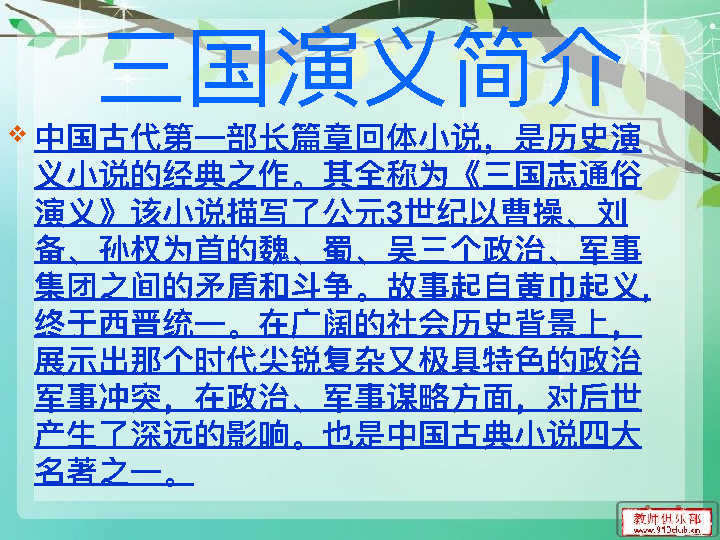 三国演义简介
中国古代第一部长篇章回体小说，是历史演
义小说的经典之作。其全称为《三国志通俗
演义》该小说描写了公元3世纪以曹操、刘
备、孙权为首的魏、蜀、吴三个政治、军事
集团之间的矛盾和斗争。故事起自黄巾起义，
终于西晋统一。在广阔的社会历史背景上，
展示出那个时代尖锐复杂又极具特色的政治
军事冲突，在政治、军事谋略方面，对后世
产生了深远的影响。也是中国古典小说四大
名著之一。
教师俱乐部
www.910club.cn